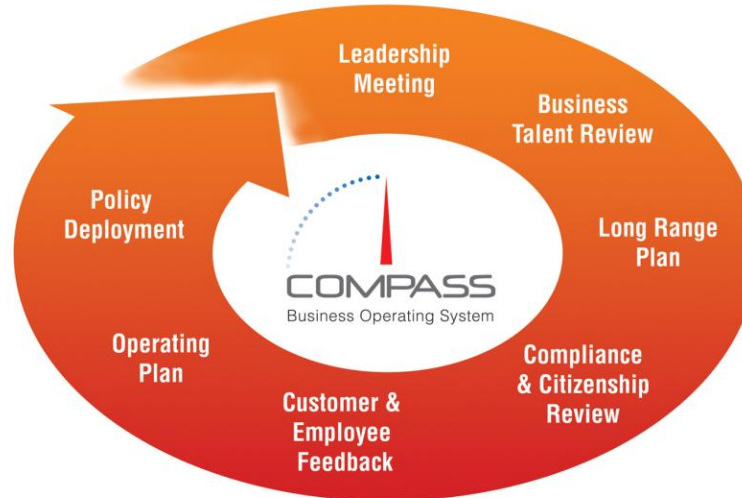 Leadership
Meeting
Business
Talent Review
Long Range
Plan
Compliance
& Citizenship
Review
Customer &
Employee
Feedback
Operating
Plan
Policy
Deployment
COMPASS
Business Operating System